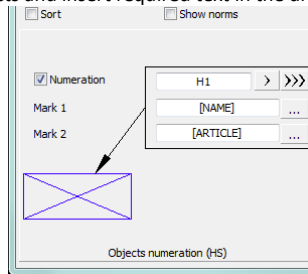 Sort Show norms
Numeration H1 > >>>
Mark 1 [NAME] ...
Mark 2 [ARTICLE] ...
Objects numeration (HS)